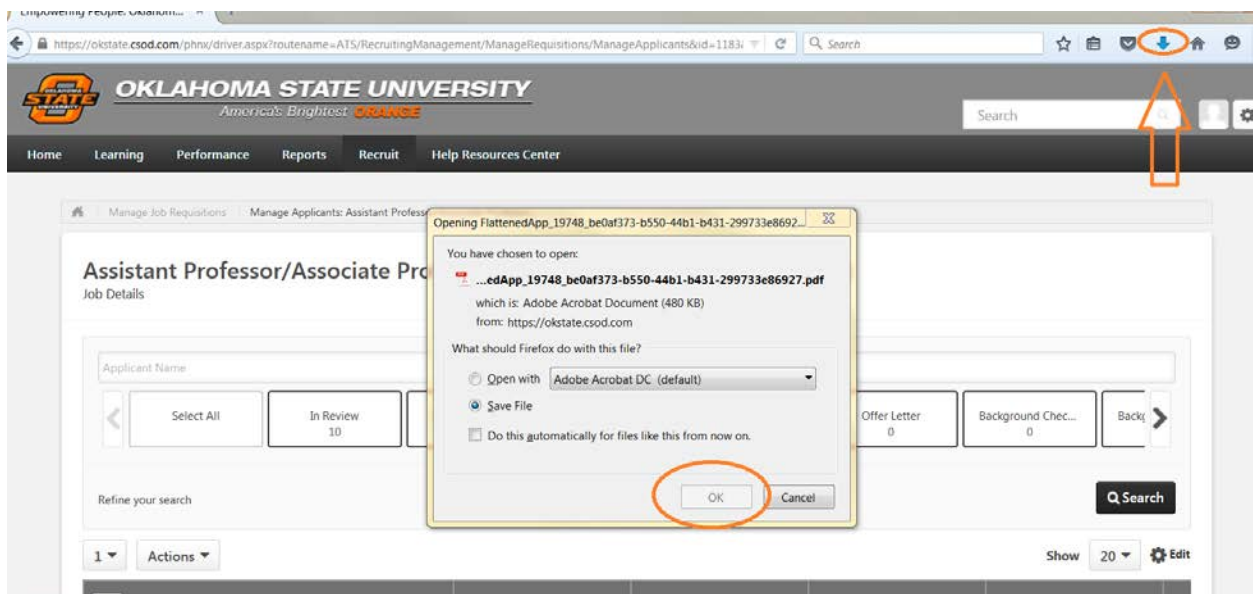 Empowering People: Oklahom...
https://okstate.csod.com/phnx/driver.aspx?routename=ATS/RecruitingManagement/ManageRequisitions/ManageApplicants&id=1183
Search
STATE
OKLAHOMA STATE UNIVERSITY
America's Brightest ORANGE
Search
Home Learning Performance Reports Recruit Help Resources Center
Manage Job Requisitions Manage Applicants: Assistant
Opening FlattenedApp_19748_be0af373-b550-44b1-b431-299733e8692...
You have chosen to open:
...edApp_19748_be0af373-b550-44b1-b431-299733e86927.pdf
which is: Adobe Acrobat Document (480 KB)
from: https://okstate.csod.com
What should Firefox do with this file?
Open with Adobe Acrobat DC (default)
Save File
Do this automatically for files like this from now on.
OK Cancel
Assistant Professor/Associate Pro
Job Details
Applicant Name
Select All
In Review
10
Offer Letter
0
Background Chec...
0
Refine your search
Search
1 Actions
Show 20 Edit